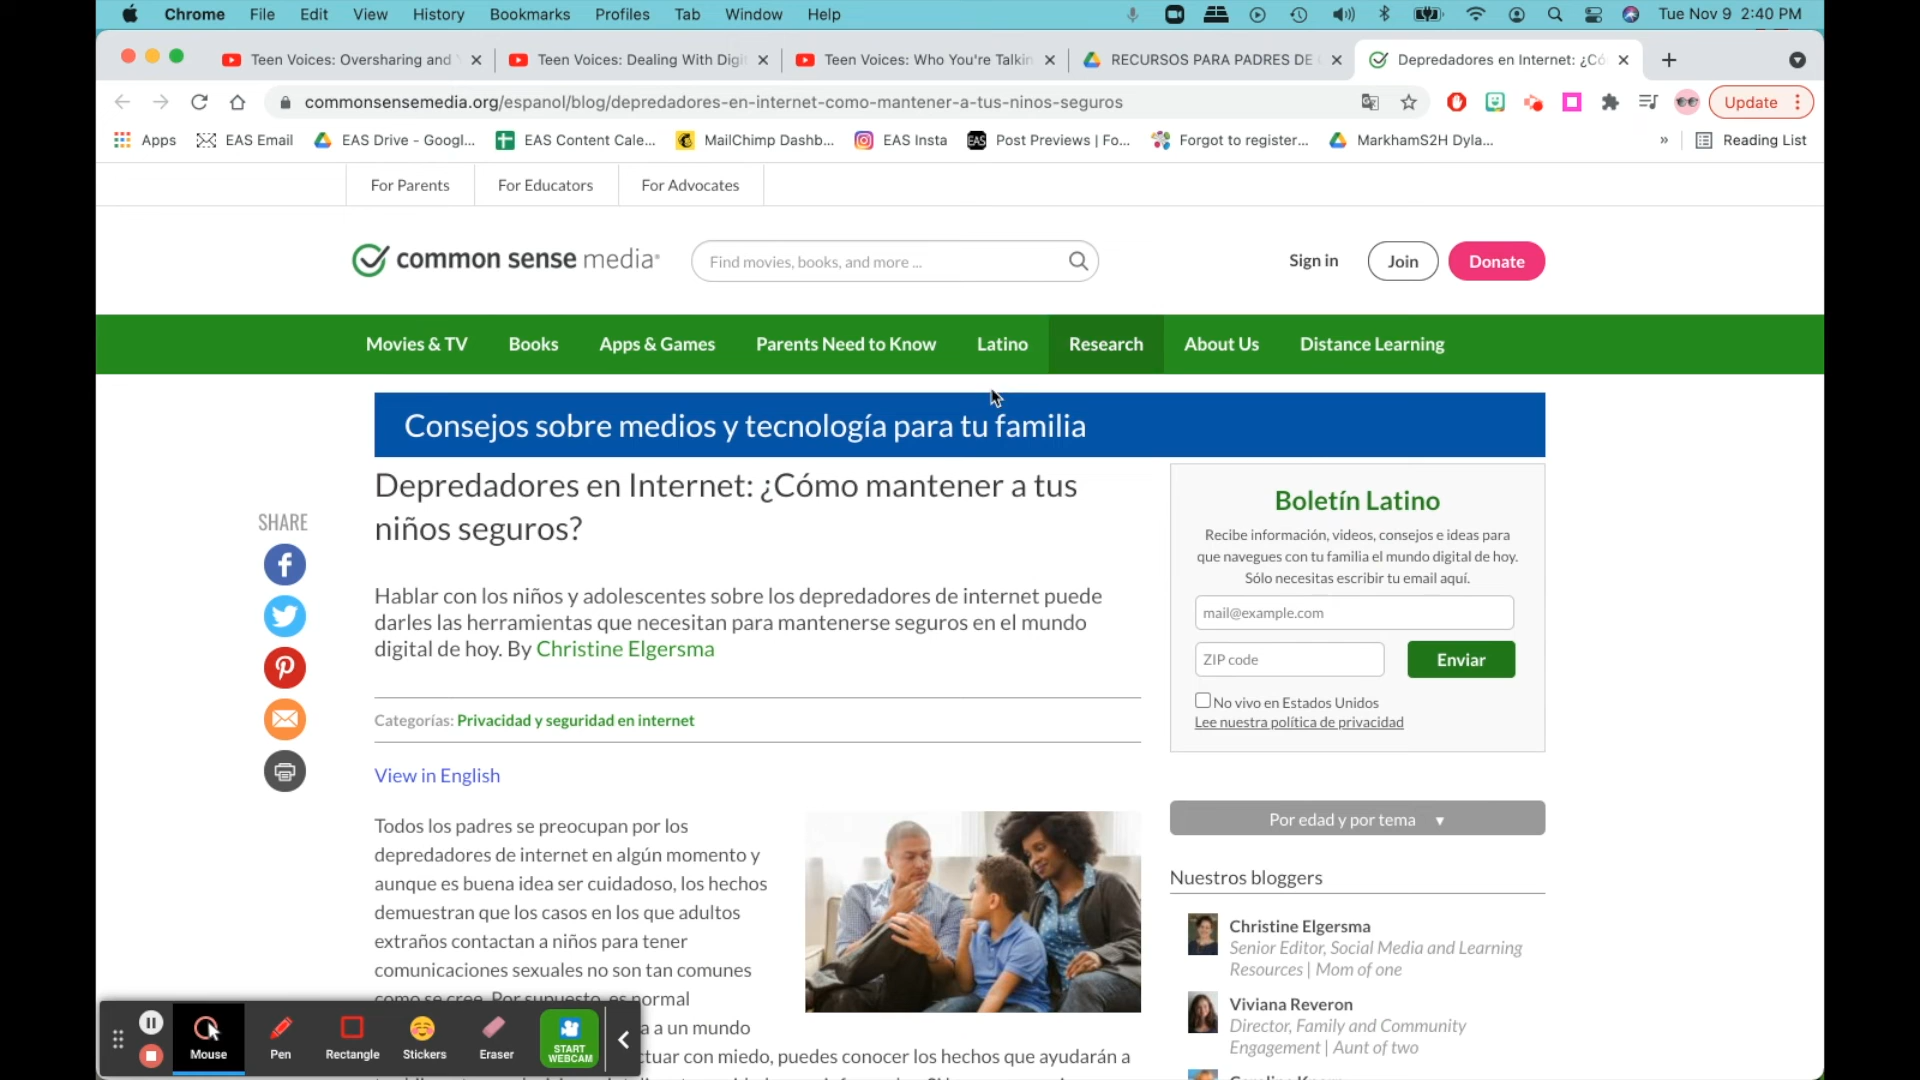 Chrome File Edit View History Bookmarks Profiles Tab Window Help Tue Nov 9 2:40 PM
Teen Voices: Oversharing and Teen Voices: Dealing With Digi Teen Voices: Who You're Talkin RECURSOS PARA PADRES DE Depredadores en Internet: ¿Có
commonsensemedia.org/espanol/blog/depredadores-en-internet-como-mantener-a-tus-ninos-seguros Update
Apps EAS Email EAS Drive - Googl... EAS Content Cale... MailChimp Dashb... EAS Insta EAS Post Previews | Fo... Forgot to register... MarkhamS2H Dyla... » Reading List
For Parents For Educators For Advocates
common sense media® Find movies, books, and more ... Sign in Join Donate
Movies & TV Books Apps & Games Parents Need to Know Latino Research About Us Distance Learning
Consejos sobre medios y tecnología para tu familia
Depredadores en Internet: ¿Cómo mantener a tus
niños seguros?
SHARE
Hablar con los niños y adolescentes sobre los depredadores de internet puede
darles las herramientas que necesitan para mantenerse seguros en el mundo
digital de hoy. By Christine Elgersma
Categorías: Privacidad y seguridad en internet
View in English
Todos los padres se preocupan por los
depredadores de internet en algún momento y
aunque es buena idea ser cuidadoso, los hechos
demuestran que los casos en los que adultos
extraños contactan a niños para tener
comunicaciones sexuales no son tan comunes
como se cree. Por supuesto, es normal
a a un mundo
ctuar con miedo, puedes conocer los hechos que ayudarán a
Boletín Latino
Recibe información, videos, consejos e ideas para
que navegues con tu familia el mundo digital de hoy.
Sólo necesitas escribir tu email aquí.
mail@example.com
ZIP code Enviar
No vivo en Estados Unidos
Lee nuestra política de privacidad
Por edad y por tema ▼
Nuestros bloggers
Christine Elgersma
Senior Editor, Social Media and Learning
Resources | Mom of one
Viviana Reveron
Director, Family and Community
Engagement | Aunt of two
Mouse Pen Rectangle Stickers Eraser START
WEBCAM